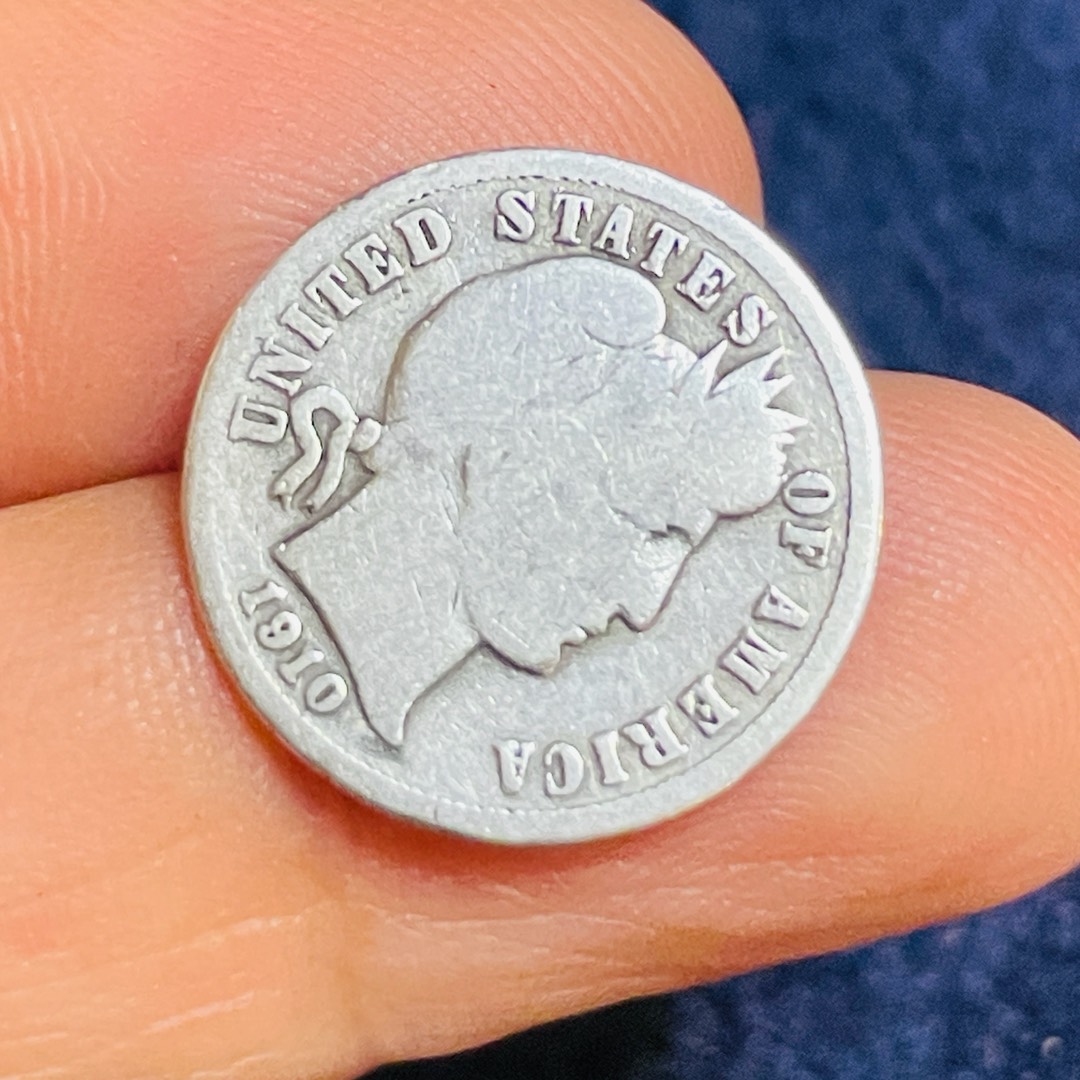 UNITED STATES OF AMERICA
1910